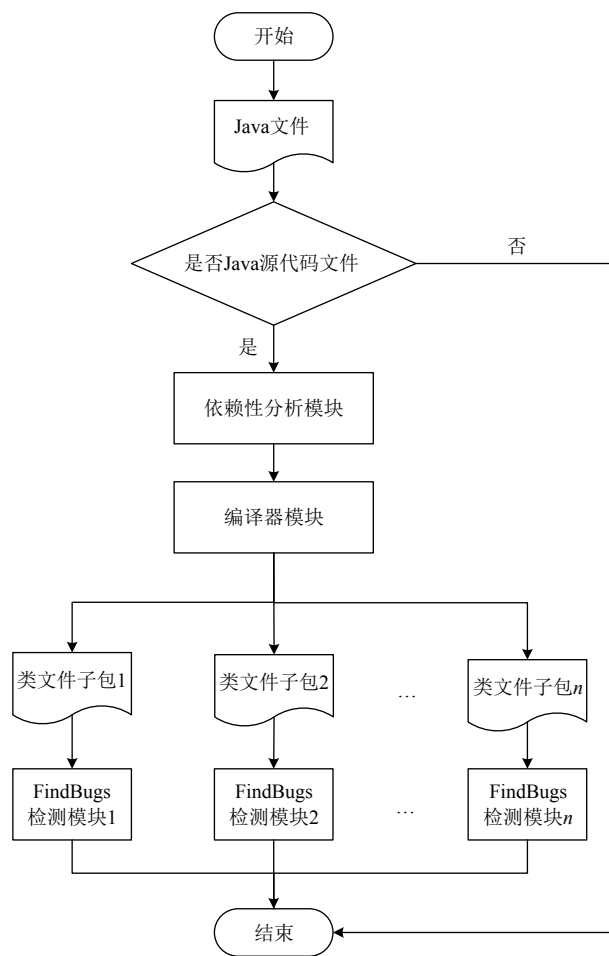 开始
Java文件
是否Java源代码文件
否
是
依赖性分析模块
编译器模块
类文件子包1
类文件子包2
…
类文件子包n
FindBugs
检测模块1
FindBugs
检测模块2
…
FindBugs
检测模块n
结束